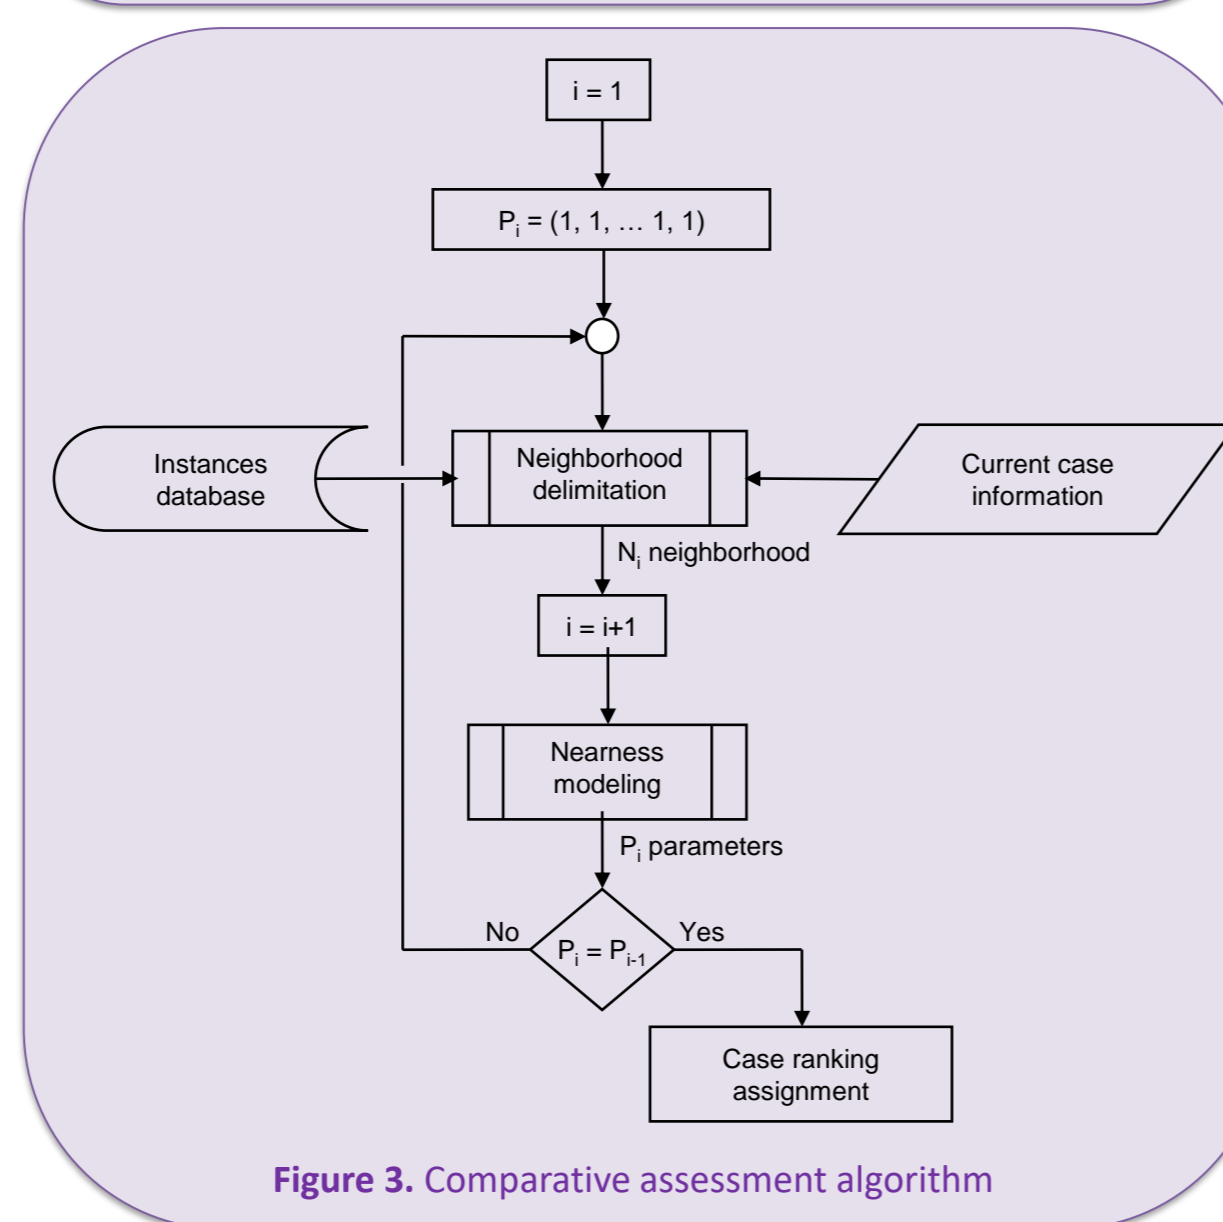 i = 1
Pᵢ = (1, 1, … 1, 1)
Instances
database
Neighborhood
delimitation
Current case
information
Nᵢ neighborhood
i = i+1
Nearness
modeling
Pᵢ parameters
No
Pᵢ = Pᵢ₋₁
Yes
Case ranking
assignment
Figure 3. Comparative assessment algorithm